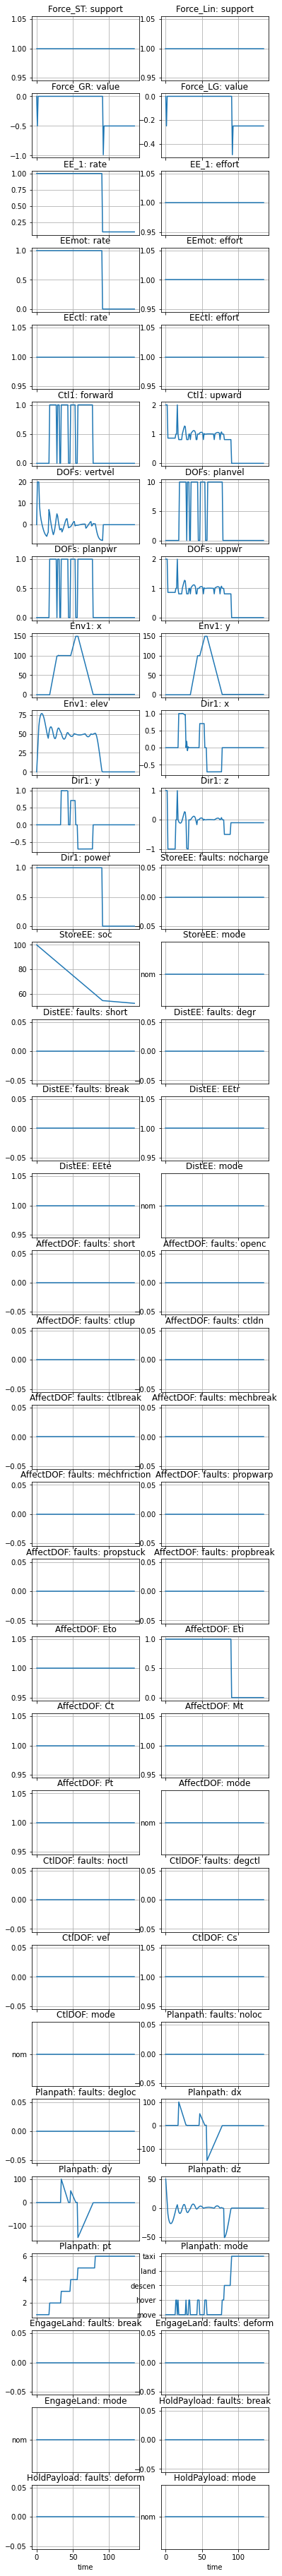 Force_ST: support Force_Lin: support
1.05 1.05
1.00 1.00
0.95 0.95
Force_GR: value Force_LG: value
0.0 0.0
−0.5 −0.2
−1.0 −0.4
EE_1: rate EE_1: effort
1.00 1.05
0.75
0.50 1.00
0.25 0.95
EEmot: rate EEmot: effort
1.0 1.05
0.5 1.00
0.0 0.95
EEctl: rate EEctl: effort
1.05 1.05
1.00 1.00
0.95 0.95
Ctl1: forward Ctl1: upward
1.0 2
0.5 1
0.0 0
DOFs: vertvel DOFs: planvel
20 10
10 5
0 0
DOFs: planpwr DOFs: uppwr
1.0 2
0.5 1
0.0 0
Env1: x Env1: y
150 150
100 100
50 50
0 0
Env1: elev Dir1: x
75 1.0
50 0.5
25 0.0
0 −0.5
Dir1: y Dir1: z
1.0 1
0.5
0.0 0
−0.5 −1
Dir1: power StoreEE: faults: nocharge
1.0 0.05
0.5 0.00
0.0 −0.05
StoreEE: soc StoreEE: mode
100
80 nom
60
DistEE: faults: short DistEE: faults: degr
0.05 0.05
0.00 0.00
−0.05 −0.05
DistEE: faults: break DistEE: EEtr
0.05 1.05
0.00 1.00
−0.05 0.95
DistEE: EEte DistEE: mode
1.05
1.00 nom
0.95
AffectDOF: faults: short AffectDOF: faults: openc
0.05 0.05
0.00 0.00
−0.05 −0.05
AffectDOF: faults: ctlup AffectDOF: faults: ctldn
0.05 0.05
0.00 0.00
−0.05 −0.05
AffectDOF: faults: ctlbreak AffectDOF: faults: mechbreak
0.05 0.05
0.00 0.00
−0.05 −0.05
AffectDOF: faults: mechfriction AffectDOF: faults: propwarp
0.05 0.05
0.00 0.00
−0.05 −0.05
AffectDOF: faults: propstuck AffectDOF: faults: propbreak
0.05 0.05
0.00 0.00
−0.05 −0.05
AffectDOF: Eto AffectDOF: Eti
1.05 1.0
1.00 0.5
0.95 0.0
AffectDOF: Ct AffectDOF: Mt
1.05 1.05
1.00 1.00
0.95 0.95
AffectDOF: Pt AffectDOF: mode
1.05
1.00 nom
0.95
CtlDOF: faults: noctl CtlDOF: faults: degctl
0.05 0.05
0.00 0.00
−0.05 −0.05
CtlDOF: vel CtlDOF: Cs
0.05 1.05
0.00 1.00
−0.05 0.95
CtlDOF: mode Planpath: faults: noloc
0.05
nom 0.00
−0.05
Planpath: faults: degloc Planpath: dx
0.05 100
0.00 0
−0.05 −100
Planpath: dy Planpath: dz
100 50
0 0
−100 −50
Planpath: pt Planpath: mode
6 taxi
land
4 descen
2 hover
move
EngageLand: faults: break EngageLand: faults: deform
0.05 0.05
0.00 0.00
−0.05 −0.05
EngageLand: mode HoldPayload: faults: break
0.05
nom 0.00
−0.05
HoldPayload: faults: deform HoldPayload: mode
0.05
0.00 nom
−0.05
0 50 100 0 50 100
time time